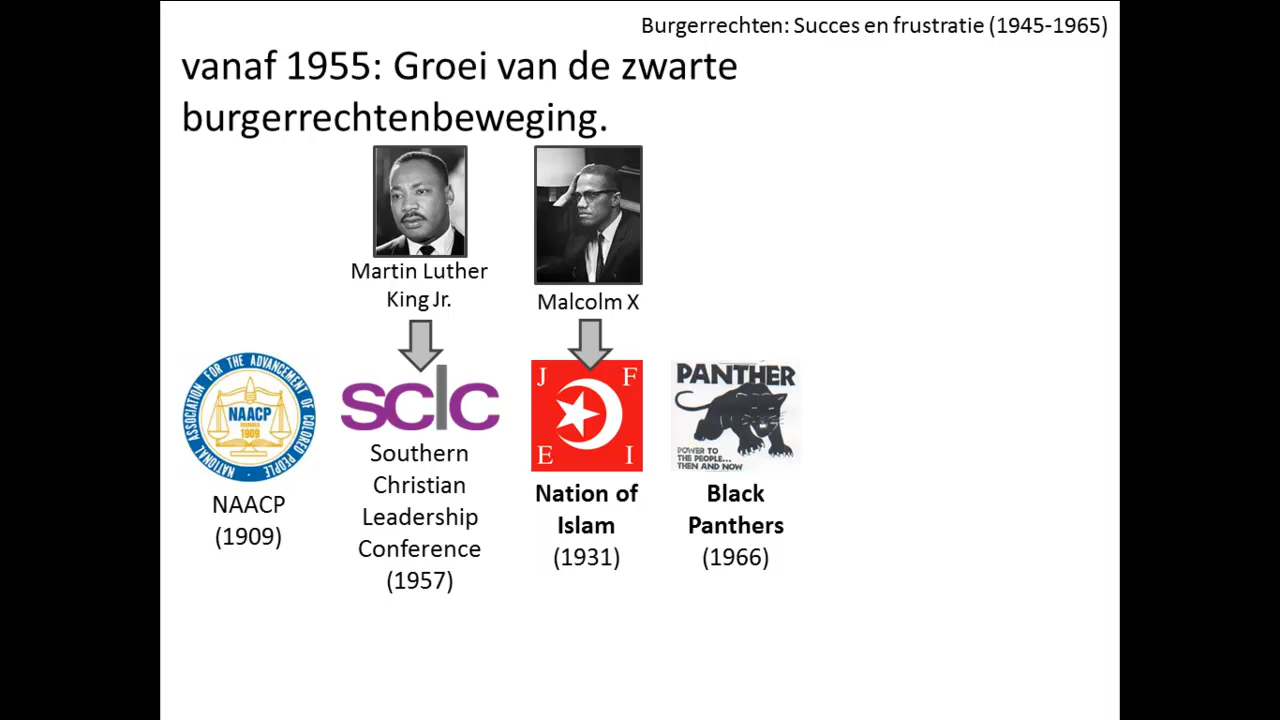 Burgerrechten: Succes en frustratie (1945-1965)
vanaf 1955: Groei van de zwarte
burgerrechtenbeweging.
Martin Luther
King Jr.
Malcolm X
NATIONAL ASSOCIATION FOR THE ADVANCEMENT OF COLORED PEOPLE
NAACP
FOUNDED
1909
NAACP
(1909)
sclc
Southern
Christian
Leadership
Conference
(1957)
J F
E I
Nation of
Islam
(1931)
PANTHER
POWER TO
THE PEOPLE...
THEN AND NOW
Black
Panthers
(1966)